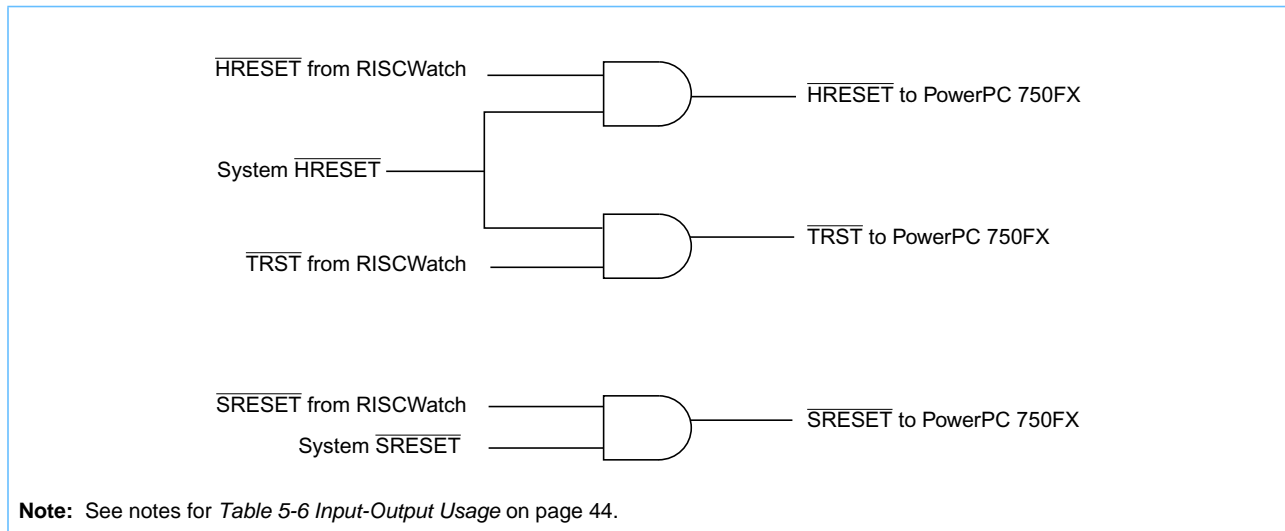 HRESET from RISCWatch
HRESET to PowerPC 750FX
System HRESET
TRST to PowerPC 750FX
TRST from RISCWatch
SRESET from RISCWatch
SRESET to PowerPC 750FX
System SRESET
Note: See notes for Table 5-6 Input-Output Usage on page 44.